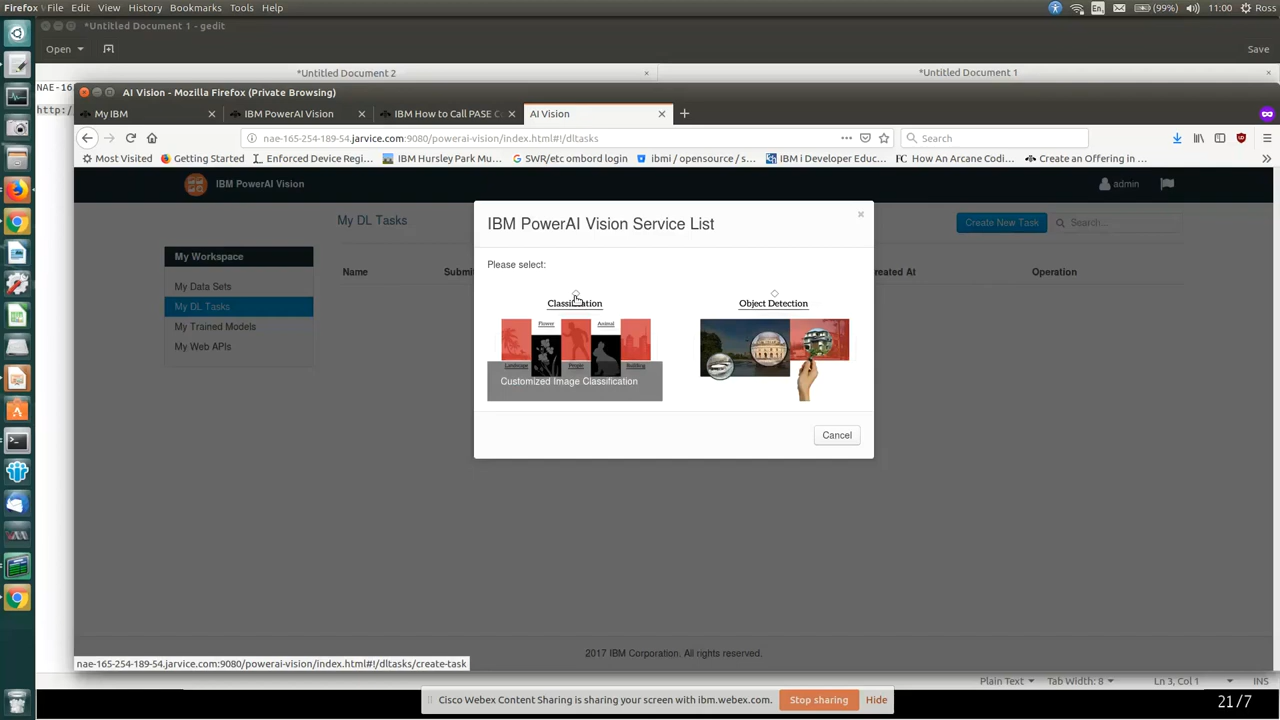 Firefox File Edit View History Bookmarks Tools Help
En (99%) 11:00 Ross
*Untitled Document 1 - gedit
Open Save
*Untitled Document 2 × *Untitled Document 1 ×
NAE-16
http:/
AI Vision - Mozilla Firefox (Private Browsing)
My IBM × IBM PowerAI Vision × IBM How to Call PASE C × AI Vision × +
nae-165-254-189-54.jarvice.com:9080/powerai-vision/index.html#!/dltasks Search
Most Visited Getting Started Enforced Device Regi... IBM Hursley Park Mu... SWR/etc ombord login ibmi / opensource / s... IBM i Developer Educ... FC How An Arcane Codi... Create an Offering in ...
IBM PowerAI Vision admin
My DL Tasks Create New Task Search...
My Workspace
My Data Sets
My DL Tasks
My Trained Models
My Web APIs
Name Submi reated At Operation
IBM PowerAI Vision Service List ×
Please select:
Classification Object Detection
Flower Animal
Landscape People Building
Customized Image Classification
Cancel
2017 IBM Corporation. All rights reserved.
nae-165-254-189-54.jarvice.com:9080/powerai-vision/index.html#!/dltasks/create-task
Plain Text Tab Width: 8 Ln 3, Col 1 INS
Cisco Webex Content Sharing is sharing your screen with ibm.webex.com. Stop sharing Hide
21/7